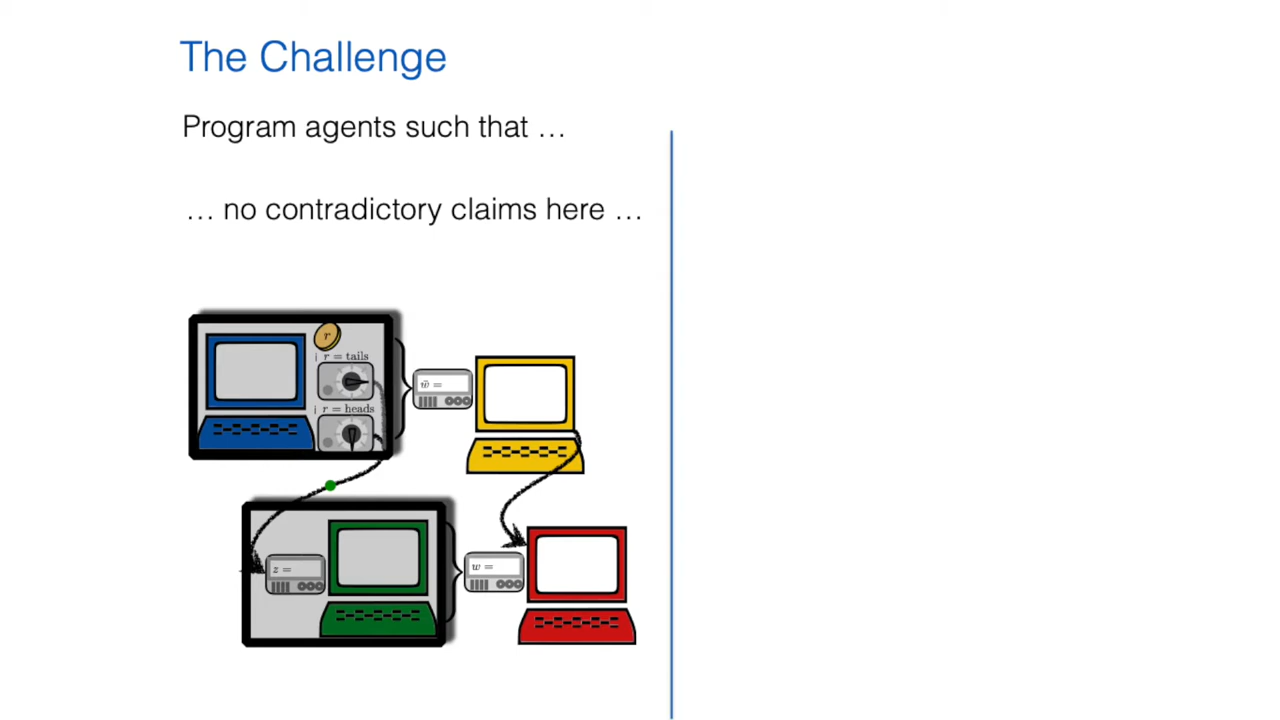 The Challenge
Program agents such that …
… no contradictory claims here …
r
r = tails
w̄ =
r = heads
z =
w =